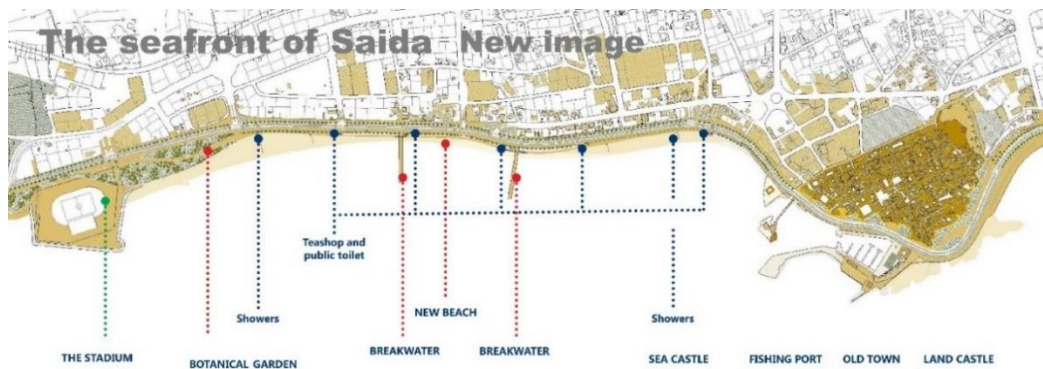 The seafront of Saida New image
Teashop and
public toilet
Showers
NEW BEACH
Showers
THE STADIUM
BOTANICAL GARDEN
BREAKWATER
BREAKWATER
SEA CASTLE
FISHING PORT
OLD TOWN
LAND CASTLE